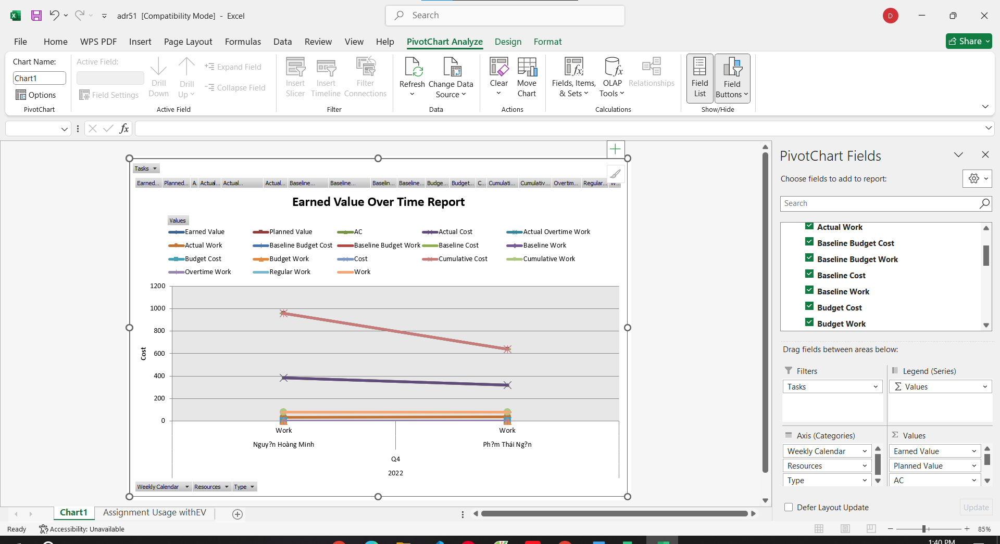 adr51  [Compatibility Mode]  -  Excel
Search
D
File Home WPS PDF Insert Page Layout Formulas Data Review View Help PivotChart Analyze Design Format Share
Chart Name:
Chart1
Options
PivotChart
Active Field:
Field Settings
Drill Down
Drill Up
Expand Field
Collapse Field
Active Field
Insert Slicer
Insert Timeline
Filter Connections
Filter
Refresh
Change Data Source
Data
Clear
Move Chart
Actions
Fields, Items, & Sets
OLAP Tools
Relationships
Calculations
Field List
Field Buttons
Show/Hide
fx
Tasks
Earned... Planned... A. Actual... Actual... Actual... Baseline... Baseline... Baselin... Baseline... Budge... Budget... C... Cumulati... Cumulativ... Overtim... Regular... W...
Earned Value Over Time Report
Values
Earned Value Planned Value AC Actual Cost Actual Overtime Work
Actual Work Baseline Budget Cost Baseline Budget Work Baseline Cost Baseline Work
Budget Cost Budget Work Cost Cumulative Cost Cumulative Work
Overtime Work Regular Work Work
1200
1000
800
600
400
200
0
Cost
Work Work
Nguy?n Hoàng Minh Ph?m Thái Ng?n
Q4
2022
Weekly Calendar Resources Type
PivotChart Fields
Choose fields to add to report:
Search
Actual Work
Baseline Budget Cost
Baseline Budget Work
Baseline Cost
Baseline Work
Budget Cost
Budget Work
Drag fields between areas below:
Filters
Tasks
Legend (Series)
Σ Values
Axis (Categories)
Weekly Calendar
Resources
Type
Σ Values
Earned Value
Planned Value
AC
Defer Layout Update
Update
Chart1 Assignment Usage withEV
Ready Accessibility: Unavailable
85%
1:40 PM